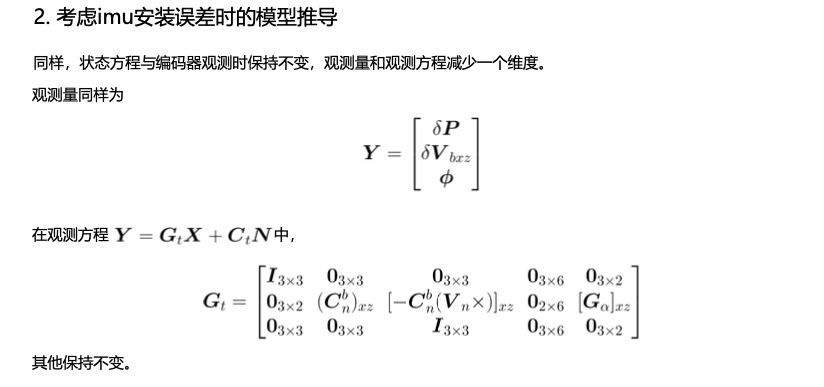 2. 考虑imu安装误差时的模型推导
同样，状态方程与编码器观测时保持不变，观测量和观测方程减少一个维度。
观测量同样为
$$\boldsymbol{Y} = \begin{bmatrix} \delta \boldsymbol{P} \\ \delta \boldsymbol{V}_{bxz} \\ \boldsymbol{\phi} \end{bmatrix}$$
在观测方程 $\boldsymbol{Y} = \boldsymbol{G}_t\boldsymbol{X} + \boldsymbol{C}_t\boldsymbol{N}$ 中，
$$\boldsymbol{G}_t = \begin{bmatrix} \boldsymbol{I}_{3\times3} & \boldsymbol{0}_{3\times3} & \boldsymbol{0}_{3\times3} & \boldsymbol{0}_{3\times6} & \boldsymbol{0}_{3\times2} \\ \boldsymbol{0}_{3\times2} & (\boldsymbol{C}_n^b)_{xz} & [-\boldsymbol{C}_n^b(\boldsymbol{V}_n\times)]_{xz} & \boldsymbol{0}_{2\times6} & [\boldsymbol{G}_\alpha]_{xz} \\ \boldsymbol{0}_{3\times3} & \boldsymbol{0}_{3\times3} & \boldsymbol{I}_{3\times3} & \boldsymbol{0}_{3\times6} & \boldsymbol{0}_{3\times2} \end{bmatrix}$$
其他保持不变。